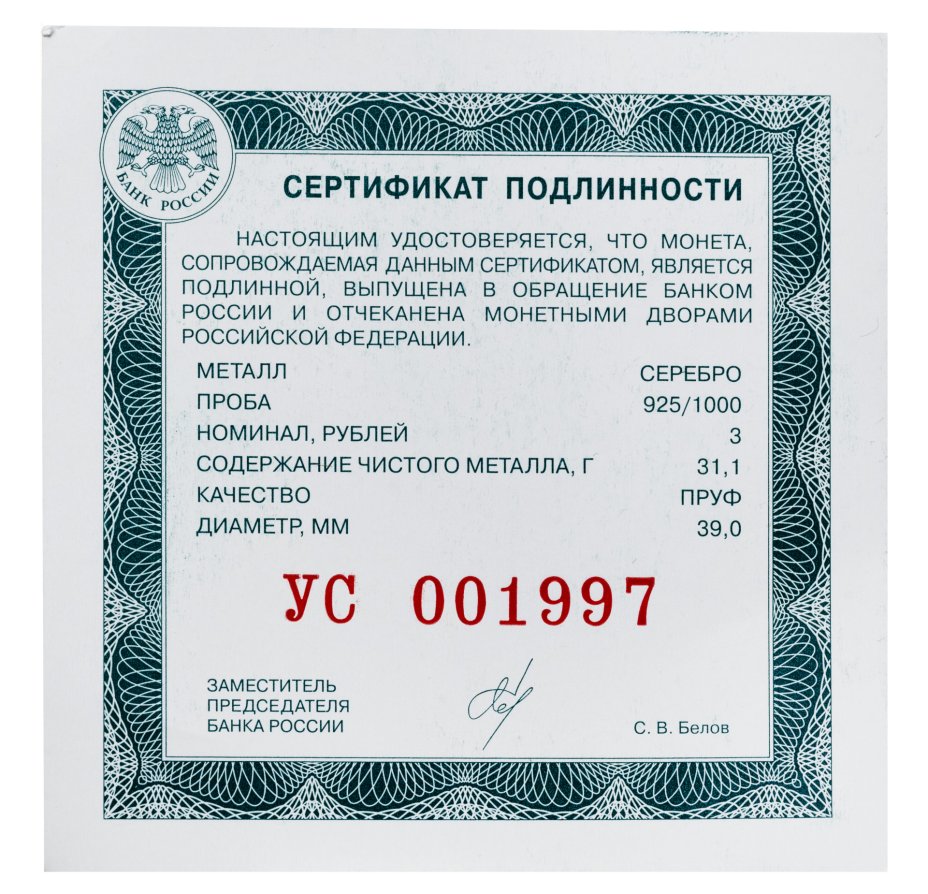 БАНК РОССИИ
СЕРТИФИКАТ ПОДЛИННОСТИ
НАСТОЯЩИМ УДОСТОВЕРЯЕТСЯ, ЧТО МОНЕТА,
СОПРОВОЖДАЕМАЯ ДАННЫМ СЕРТИФИКАТОМ, ЯВЛЯЕТСЯ
ПОДЛИННОЙ, ВЫПУЩЕНА В ОБРАЩЕНИЕ БАНКОМ
РОССИИ И ОТЧЕКАНЕНА МОНЕТНЫМИ ДВОРАМИ
РОССИЙСКОЙ ФЕДЕРАЦИИ.
МЕТАЛЛ СЕРЕБРО
ПРОБА 925/1000
НОМИНАЛ, РУБЛЕЙ 3
СОДЕРЖАНИЕ ЧИСТОГО МЕТАЛЛА, Г 31,1
КАЧЕСТВО ПРУФ
ДИАМЕТР, ММ 39,0
УС 001997
ЗАМЕСТИТЕЛЬ
ПРЕДСЕДАТЕЛЯ
БАНКА РОССИИ С. В. Белов